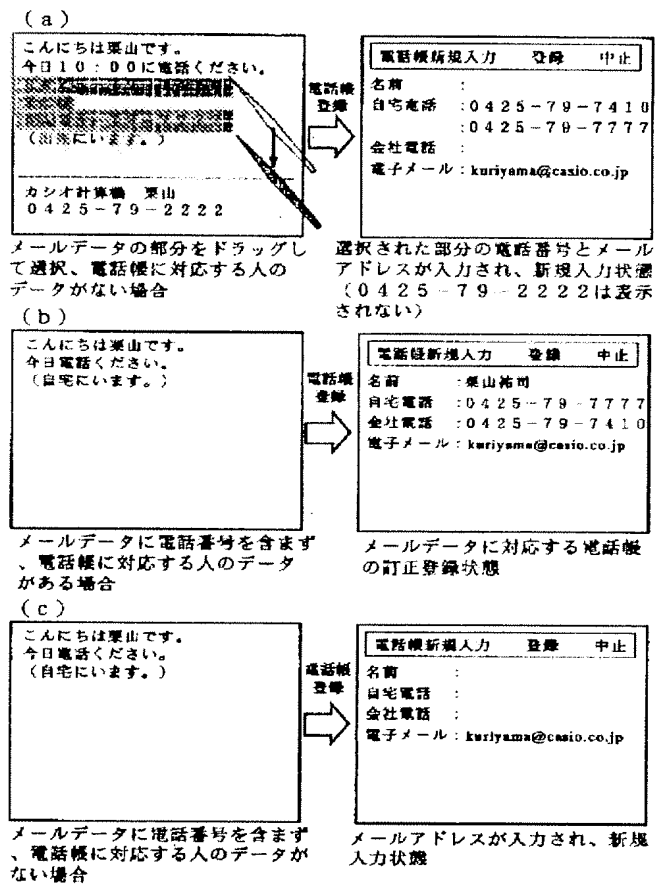 (a)
こんにちは栗山です。
今日10:00に電話ください。
(出先にいます。)
カシオ計算機 栗山
0425-79-2222
電話帳
登録
電話帳新規入力 登録 中止
名前 :
自宅電話 :0425-79-7410
:0425-79-7777
会社電話 :
電子メール:kuriyama@casio.co.jp
メールデータの部分をドラッグし
て選択、電話帳に対応する人の
データがない場合
選択された部分の電話番号とメール
アドレスが入力され、新規入力状態
(0425-79-2222は表示
されない)
(b)
こんにちは栗山です。
今日電話ください。
(自宅にいます。)
電話帳
登録
電話帳新規入力 登録 中止
名前 :栗山祐司
自宅電話 :0425-79-7777
会社電話 :0425-79-7410
電子メール:kuriyama@casio.co.jp
メールデータに電話番号を含まず
、電話帳に対応する人のデータ
がある場合
メールデータに対応する電話帳
の訂正登録状態
(c)
こんにちは栗山です。
今日電話ください。
(自宅にいます。)
電話帳
登録
電話帳新規入力 登録 中止
名前 :
自宅電話 :
会社電話 :
電子メール:kuriyama@casio.co.jp
メールデータに電話番号を含まず
、電話帳に対応する人のデータが
ない場合
メールアドレスが入力され、新規
入力状態